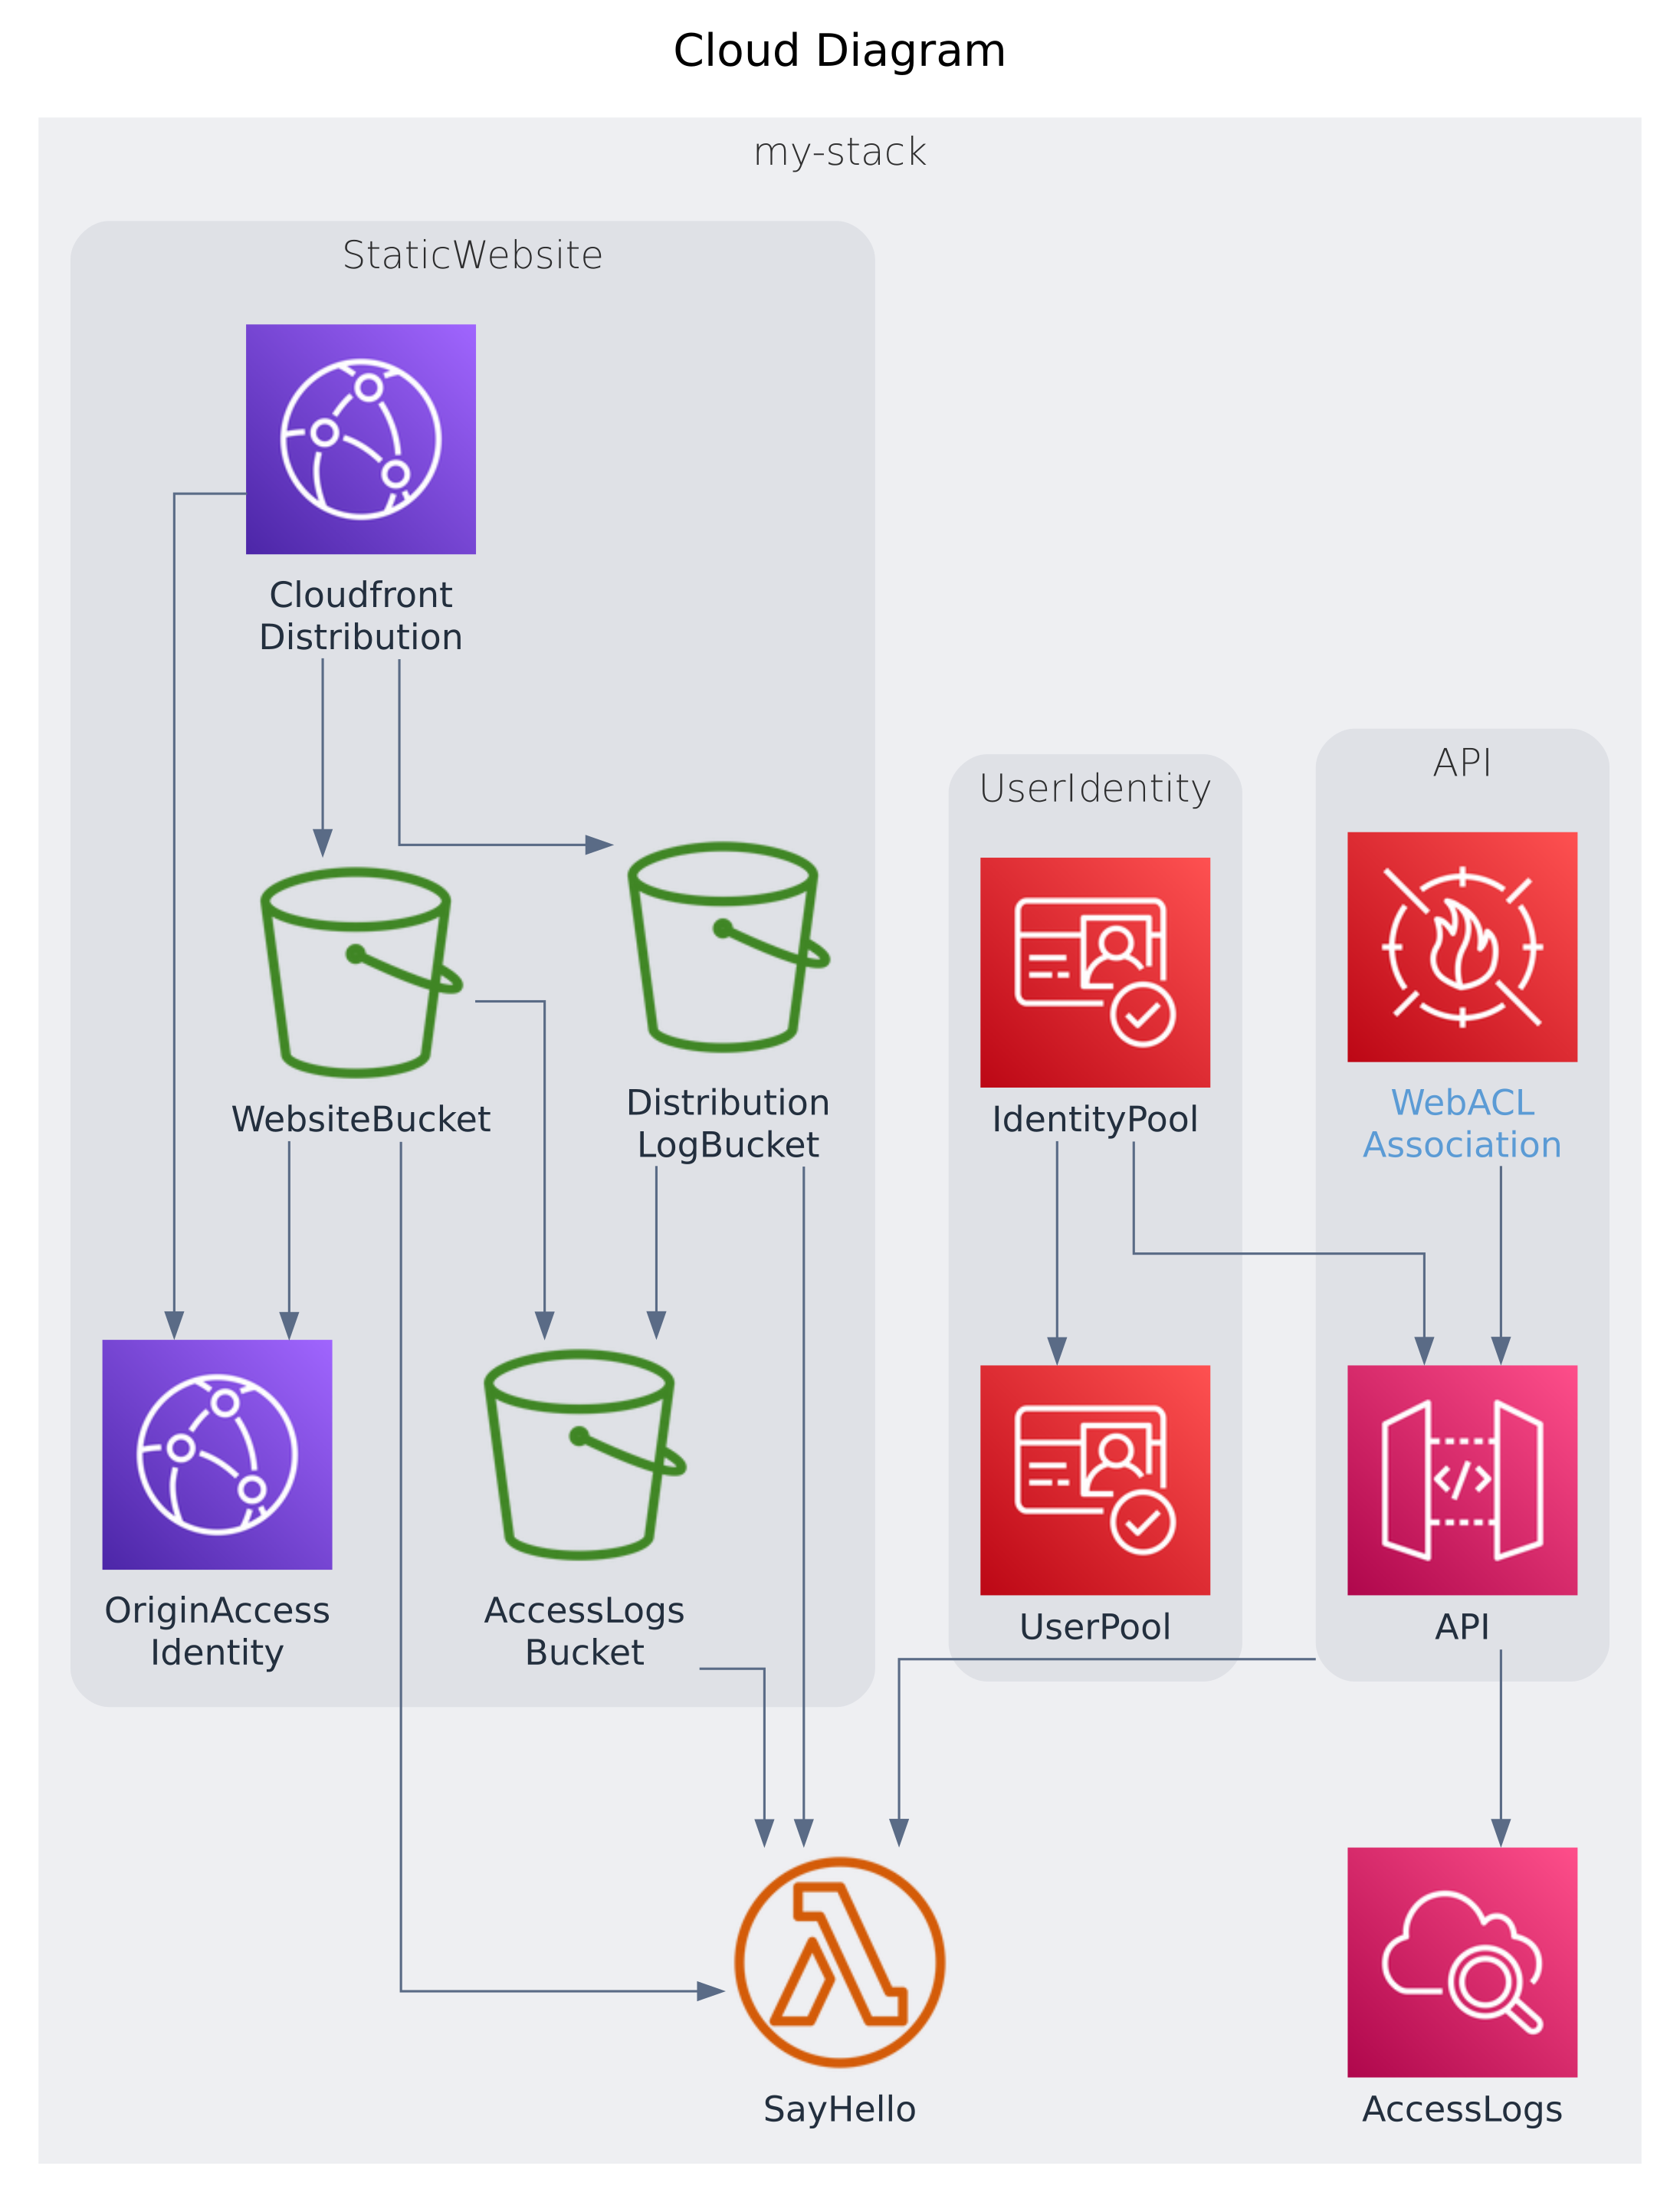 Cloud Diagram
my-stack
StaticWebsite
Cloudfront
Distribution
UserIdentity
API
WebsiteBucket
Distribution
LogBucket
IdentityPool
WebACL
Association
OriginAccess
Identity
AccessLogs
Bucket
UserPool
API
SayHello
AccessLogs